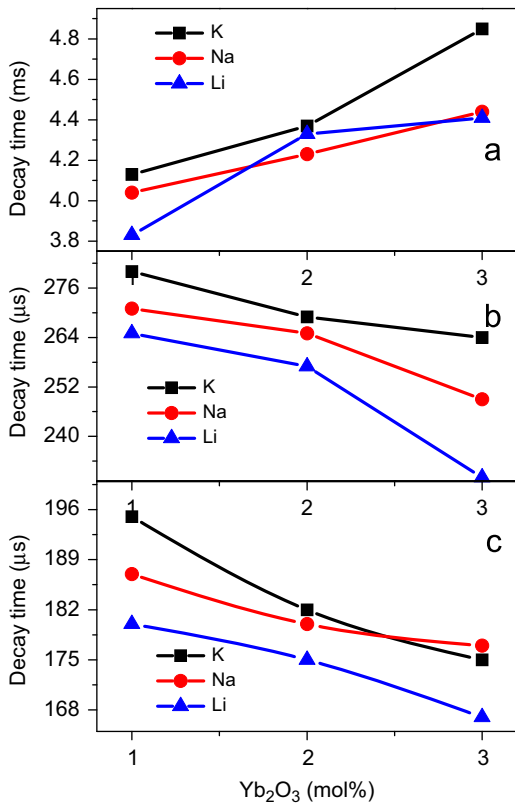 4.8
4.4
4.0
3.8
4.2
Decay time (ms)
K
Na
Li
a
1 2 3
276
264
252
240
Decay time (μs)
K
Na
Li
b
1 2 3
196
189
182
175
168
Decay time (μs)
K
Na
Li
c
1 2 3
Yb₂O₃ (mol%)